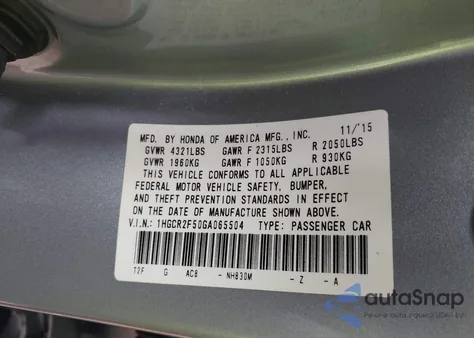 MFD. BY HONDA OF AMERICA MFG., INC. 11/'15
GVWR 4321LBS GAWR F 2315LBS R 2050LBS
GVWR 1960KG GAWR F 1050KG R 930KG
THIS VEHICLE CONFORMS TO ALL APPLICABLE
FEDERAL MOTOR VEHICLE SAFETY, BUMPER,
AND THEFT PREVENTION STANDARDS IN EFFECT
ON THE DATE OF MANUFACTURE SHOWN ABOVE.
V.I.N.: 1HGCR2F50GA065504 TYPE: PASSENGER CAR
T2F G AC8 -NH830M -Z -A
autoSnap